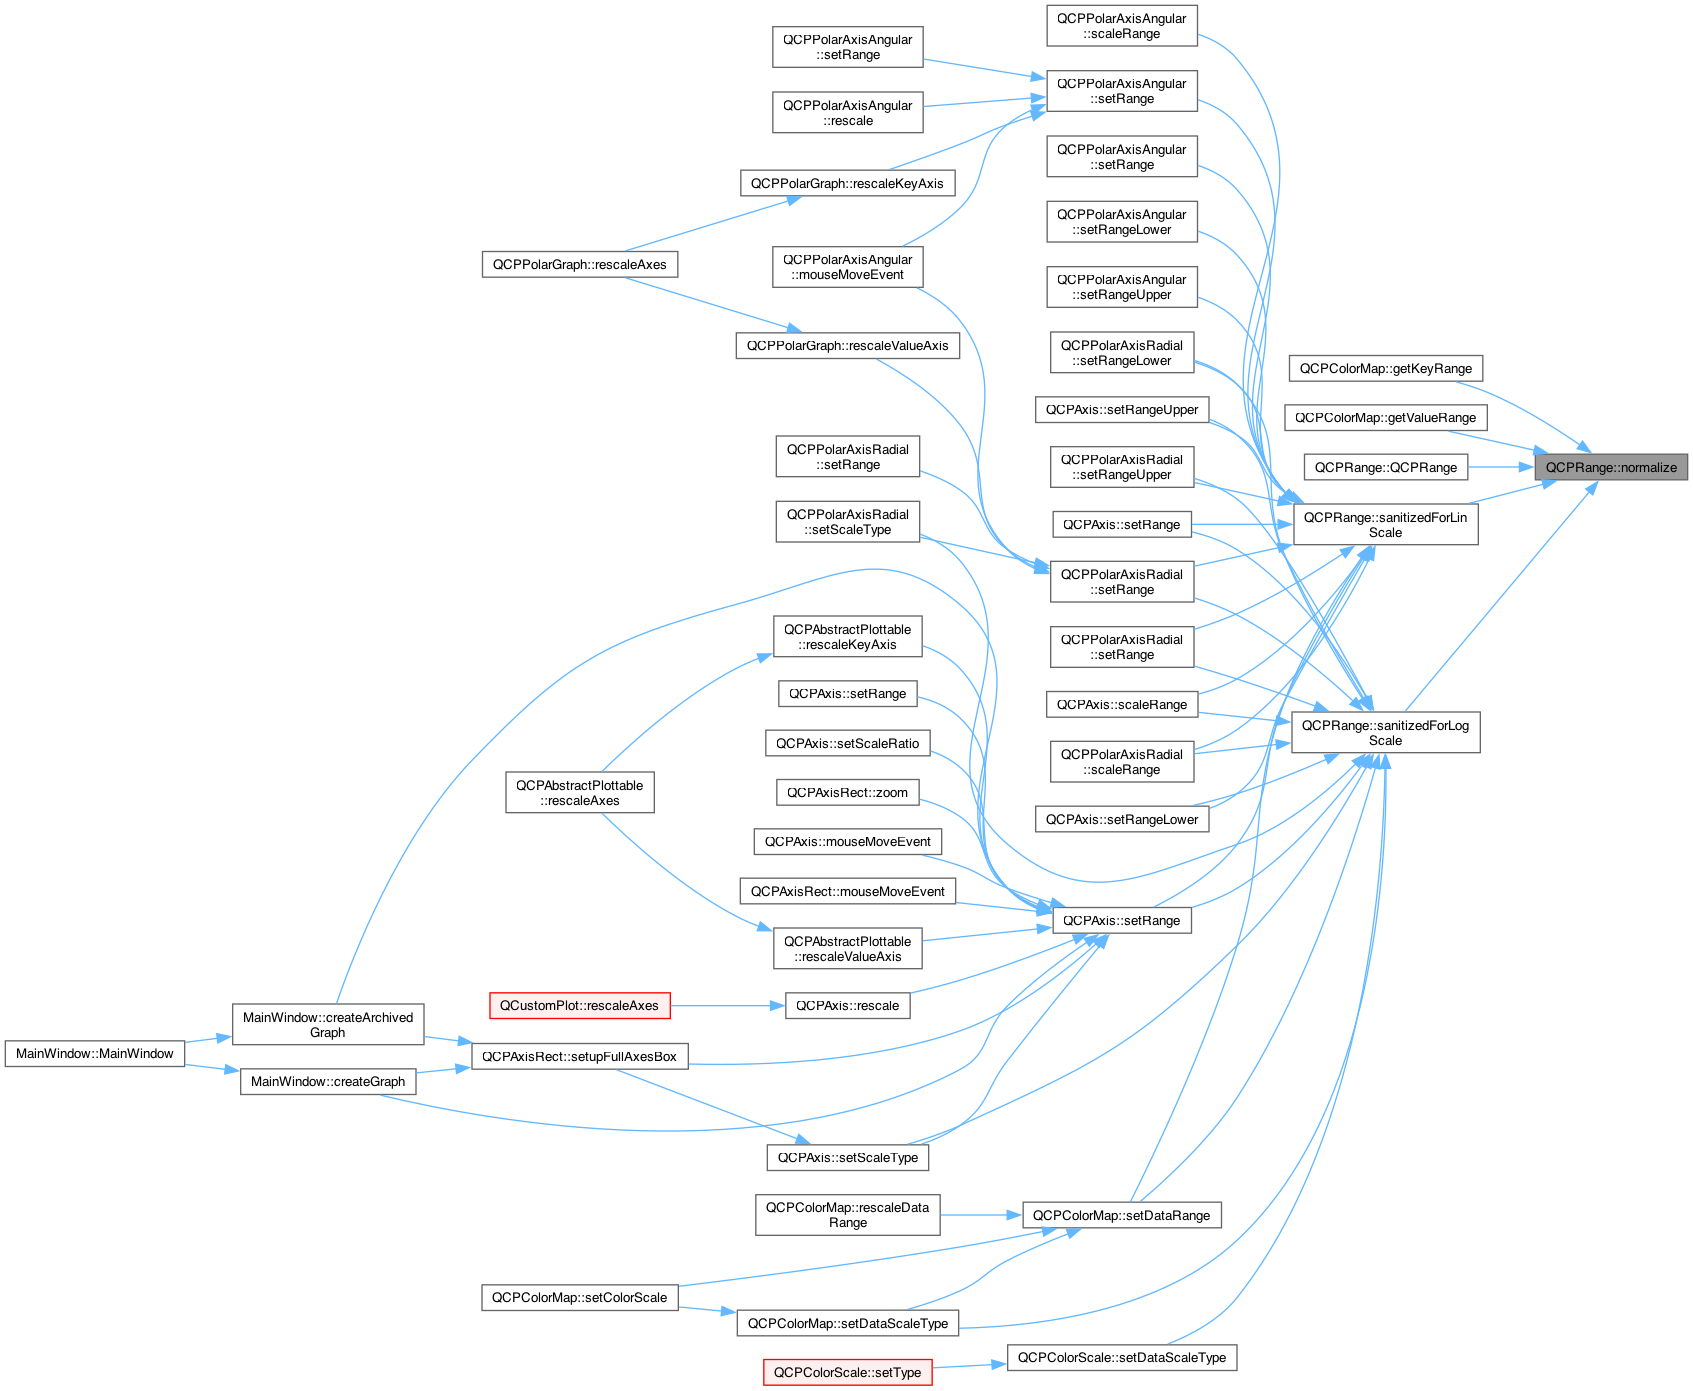 QCPPolarAxisAngular
::scaleRange
QCPPolarAxisAngular
::setRange
QCPPolarAxisAngular
::setRange
QCPPolarAxisAngular
::rescale
QCPPolarAxisAngular
::setRange
QCPPolarGraph::rescaleKeyAxis
QCPPolarAxisAngular
::setRangeLower
QCPPolarGraph::rescaleAxes
QCPPolarAxisAngular
::mouseMoveEvent
QCPPolarAxisAngular
::setRangeUpper
QCPPolarGraph::rescaleValueAxis
QCPPolarAxisRadial
::setRangeLower
QCPColorMap::getKeyRange
QCPAxis::setRangeUpper
QCPColorMap::getValueRange
QCPPolarAxisRadial
::setRange
QCPPolarAxisRadial
::setRangeUpper
QCPRange::QCPRange
QCPRange::normalize
QCPPolarAxisRadial
::setScaleType
QCPAxis::setRange
QCPRange::sanitizedForLin
Scale
QCPPolarAxisRadial
::setRange
QCPAbstractPlottable
::rescaleKeyAxis
QCPPolarAxisRadial
::setRange
QCPAxis::setRange
QCPAxis::scaleRange
QCPRange::sanitizedForLog
Scale
QCPAxis::setScaleRatio
QCPPolarAxisRadial
::scaleRange
QCPAbstractPlottable
::rescaleAxes
QCPAxisRect::zoom
QCPAxis::setRangeLower
QCPAxis::mouseMoveEvent
QCPAxisRect::mouseMoveEvent
QCPAxis::setRange
QCPAbstractPlottable
::rescaleValueAxis
QCustomPlot::rescaleAxes
QCPAxis::rescale
MainWindow::createArchived
Graph
MainWindow::MainWindow
QCPAxisRect::setupFullAxesBox
MainWindow::createGraph
QCPAxis::setScaleType
QCPColorMap::rescaleData
Range
QCPColorMap::setDataRange
QCPColorMap::setColorScale
QCPColorMap::setDataScaleType
QCPColorScale::setDataScaleType
QCPColorScale::setType